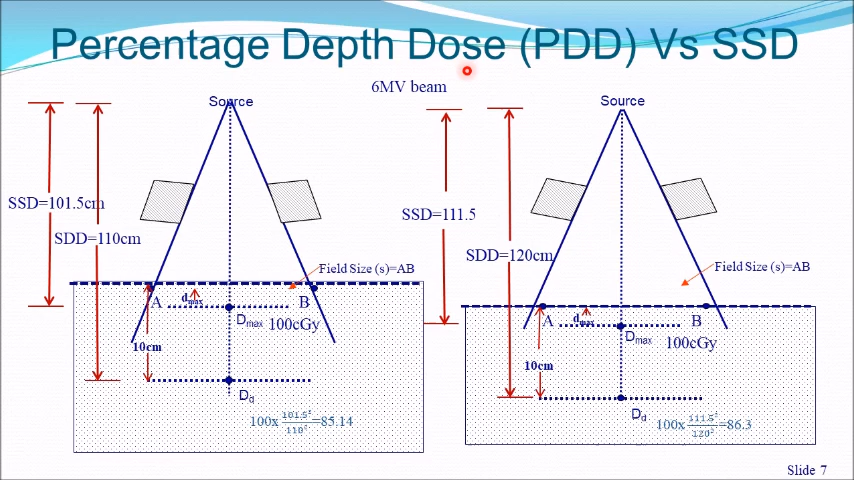 Percentage Depth Dose (PDD) Vs SSD
6MV beam
Source
SSD=101.5cm
SDD=110cm
Field Size (s)=AB
A
dmax
B
Dmax 100cGy
10cm
Dd
100x 101.5²/110² =85.14
Source
SSD=111.5
SDD=120cm
Field Size (s)=AB
A
dmax
B
Dmax 100cGy
10cm
Dd
100x 111.5²/120² =86.3
Slide 7